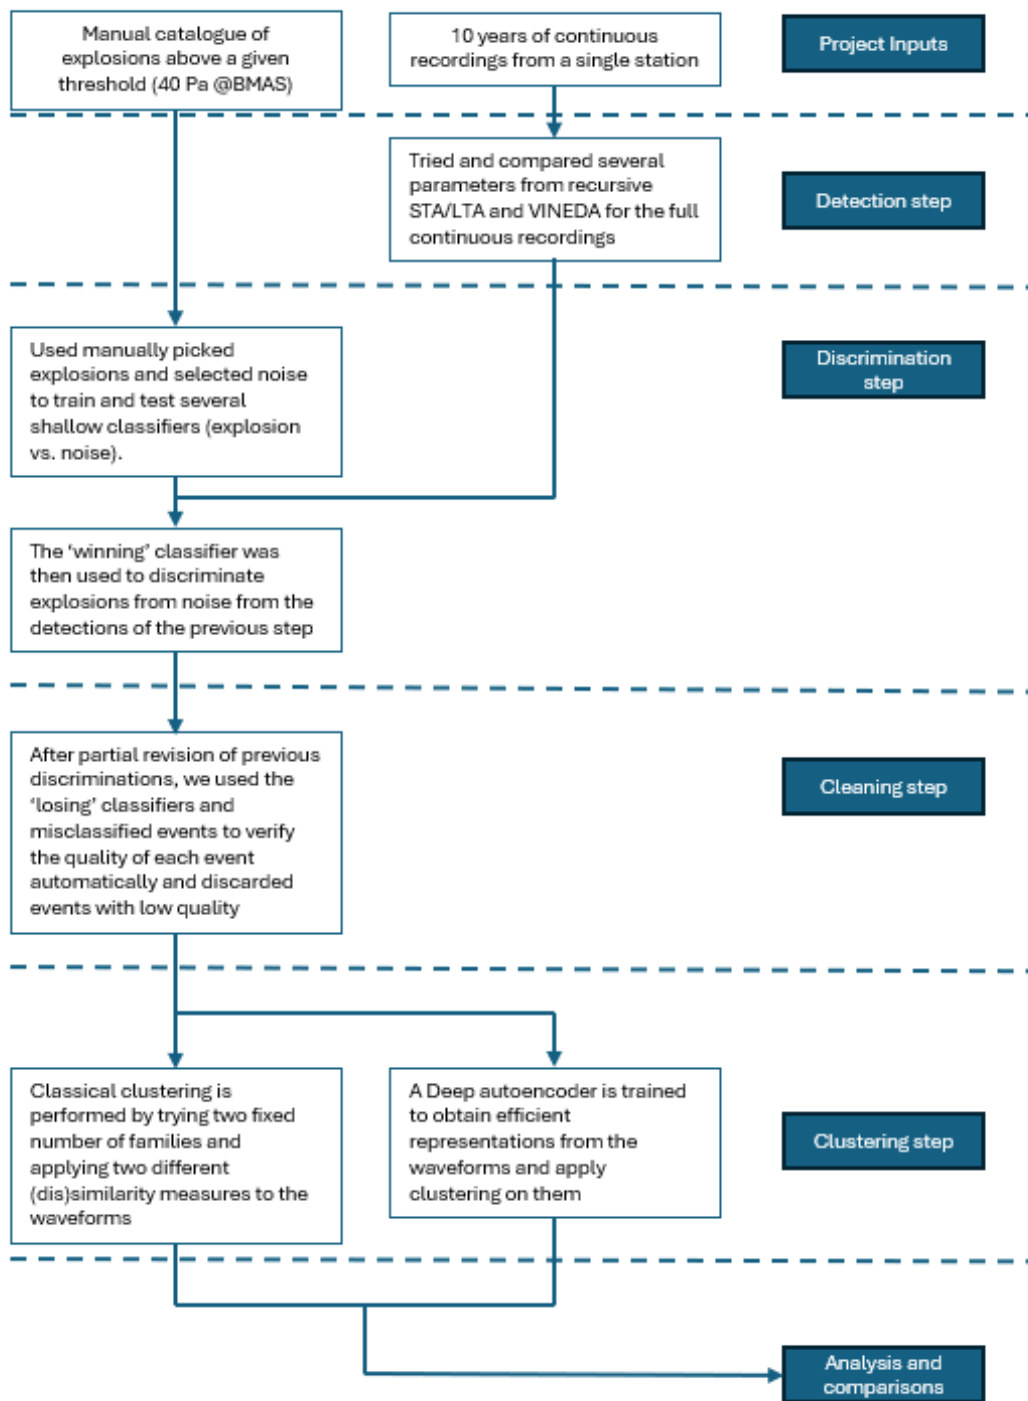 Manual catalogue of
explosions above a given
threshold (40 Pa @BMAS)
10 years of continuous
recordings from a single
station
Project Inputs
Tried and compared several
parameters from recursive
STA/LTA and VINEDA for the full
continuous recordings
Detection step
Used manually picked
explosions and selected noise
to train and test several
shallow classifiers (explosion
vs. noise).
Discrimination
step
The ‘winning’ classifier was
then used to discriminate
explosions from noise from the
detections of the previous step
After partial revision of previous
discriminations, we used the
‘losing’ classifiers and
misclassified events to verify
the quality of each event
automatically and discarded
events with low quality
Cleaning step
Classical clustering is
performed by trying two fixed
number of families and
applying two different
(dis)similarity measures to the
waveforms
A Deep autoencoder is trained
to obtain efficient
representations from the
waveforms and apply
clustering on them
Clustering step
Analysis and
comparisons